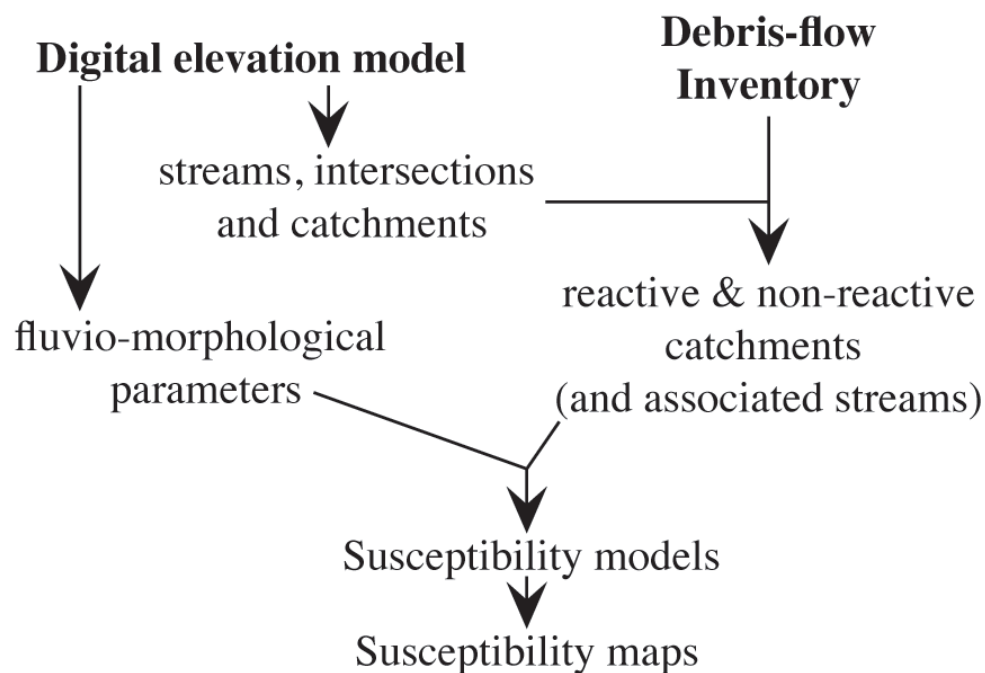 Digital elevation model
Debris-flow
Inventory
streams, intersections
and catchments
reactive & non-reactive
catchments
(and associated streams)
fluvio-morphological
parameters
Susceptibility models
Susceptibility maps